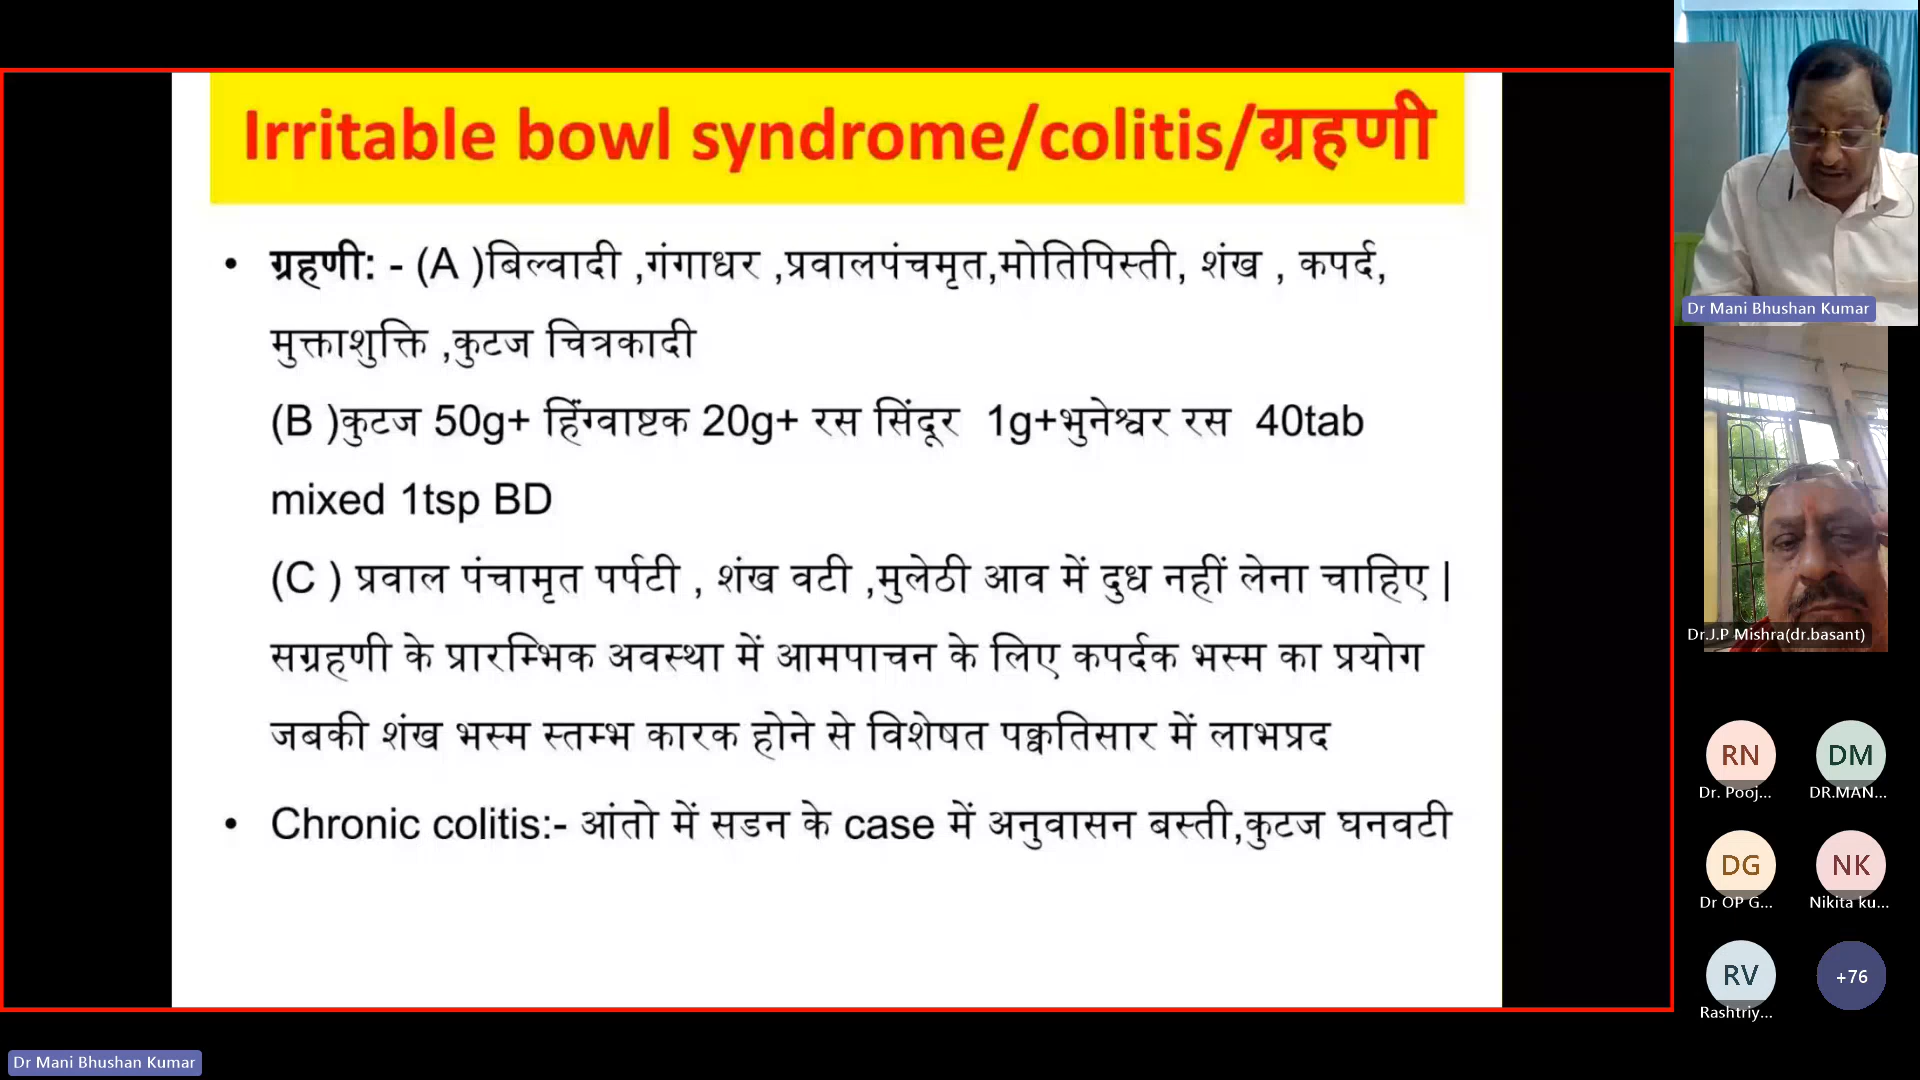 Irritable bowl syndrome/colitis/ग्रहणी
• ग्रहणी: - (A )बिल्वादी ,गंगाधर ,प्रवालपंचमृत,मोतिपिस्ती, शंख , कपर्द,
मुक्ताशुक्ति ,कुटज चित्रकादी
(B )कुटज 50g+ हिंग्वाष्टक 20g+ रस सिंदूर 1g+भुनेश्वर रस 40tab
mixed 1tsp BD
(C ) प्रवाल पंचामृत पर्पटी , शंख वटी ,मुलेठी आव में दुध नहीं लेना चाहिए |
सग्रहणी के प्रारम्भिक अवस्था में आमपाचन के लिए कपर्दक भस्म का प्रयोग
जबकी शंख भस्म स्तम्भ कारक होने से विशेषत पक्वतिसार में लाभप्रद
• Chronic colitis:- आंतो में सडन के case में अनुवासन बस्ती,कुटज घनवटी
Dr Mani Bhushan Kumar
Dr.J.P Mishra(dr.basant)
RN
DM
Dr. Pooj...
DR.MAN...
DG
NK
Dr OP G...
Nikita ku...
RV
+76
Rashtriy...
Dr Mani Bhushan Kumar